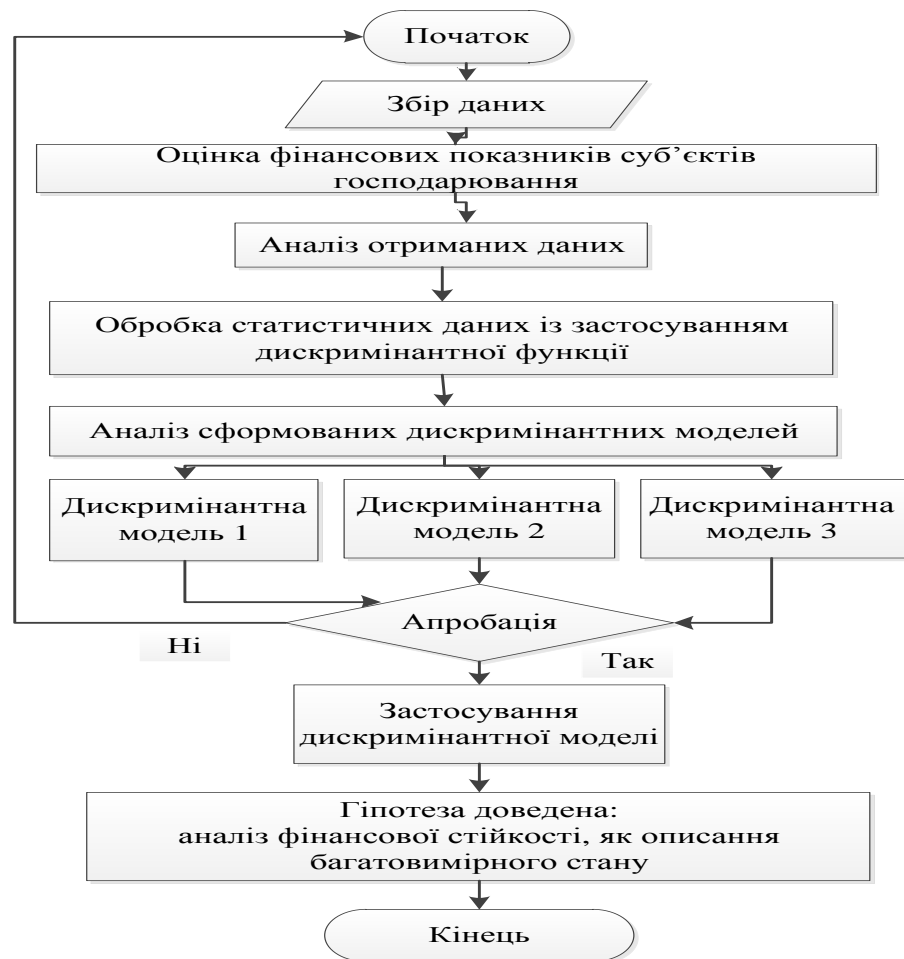 Початок
Збір даних
Оцінка фінансових показників суб’єктів
господарювання
Аналіз отриманих даних
Обробка статистичних даних із застосуванням
дискримінантної функції
Аналіз сформованих дискримінантних моделей
Дискримінантна
модель 1
Дискримінантна
модель 2
Дискримінантна
модель 3
Апробація
Ні
Так
Застосування
дискримінантної моделі
Гіпотеза доведена:
аналіз фінансової стійкості, як описання
багатовимірного стану
Кінець